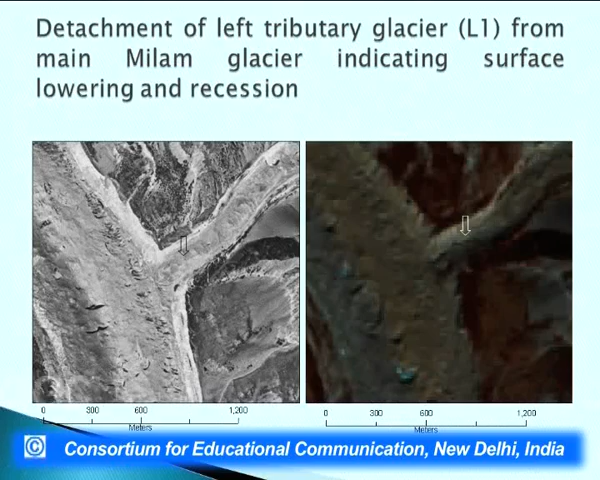 Detachment of left tributary glacier (L1) from
main Milam glacier indicating surface
lowering and recession
0 300 600 1,200
Meters
0 300 600 1,200
Meters
© Consortium for Educational Communication, New Delhi, India